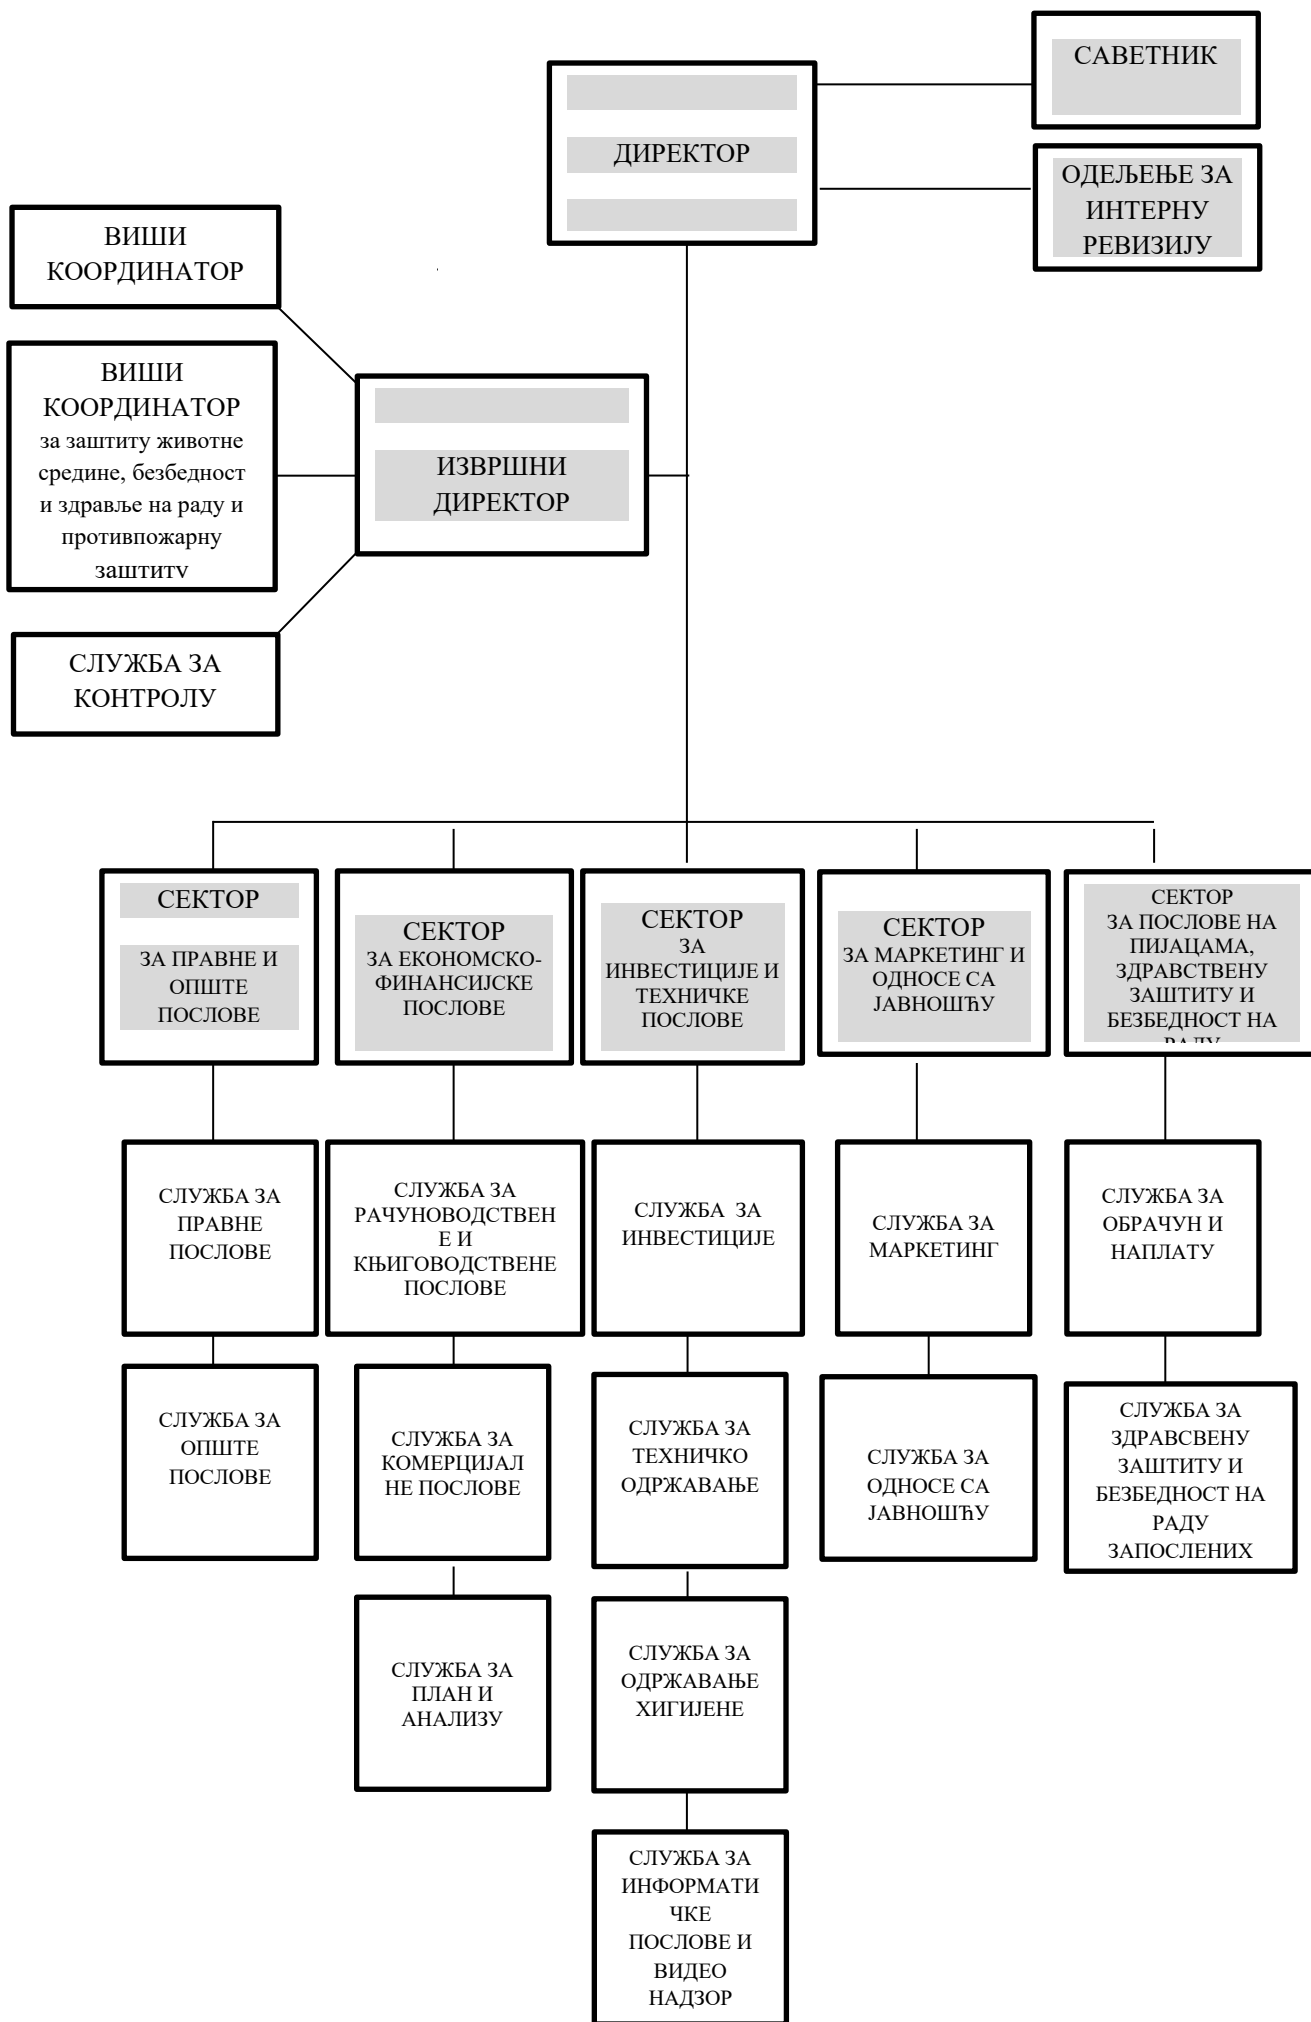 САВЕТНИК
ДИРЕКТОР
ОДЕЉЕЊЕ ЗА
ИНТЕРНУ
РЕВИЗИЈУ
ВИШИ
КООРДИНАТОР
ВИШИ
КООРДИНАТОР
за заштиту животне
средине, безбедност
и здравље на раду и
противпожарну
заштиту
ИЗВРШНИ
ДИРЕКТОР
СЛУЖБА ЗА
КОНТРОЛУ
СЕКТОР
ЗА ПРАВНЕ И
ОПШТЕ
ПОСЛОВЕ
СЕКТОР
ЗА ЕКОНОМСКО-
ФИНАНСИЈСКЕ
ПОСЛОВЕ
СЕКТОР
ЗА
ИНВЕСТИЦИЈЕ И
ТЕХНИЧКЕ
ПОСЛОВЕ
СЕКТОР
ЗА МАРКЕТИНГ И
ОДНОСЕ СА
ЈАВНОШЋУ
СЕКТОР
ЗА ПОСЛОВЕ НА
ПИЈАЦАМА,
ЗДРАВСТВЕНУ
ЗАШТИТУ И
БЕЗБЕДНОСТ НА
РАДУ
СЛУЖБА ЗА
ПРАВНЕ
ПОСЛОВЕ
СЛУЖБА ЗА
РАЧУНОВОДСТВЕН
Е И
КЊИГОВОДСТВЕНЕ
ПОСЛОВЕ
СЛУЖБА ЗА
ИНВЕСТИЦИЈЕ
СЛУЖБА ЗА
МАРКЕТИНГ
СЛУЖБА ЗА
ОБРАЧУН И
НАПЛАТУ
СЛУЖБА ЗА
ОПШТЕ
ПОСЛОВЕ
СЛУЖБА ЗА
КОМЕРЦИЈАЛ
НЕ ПОСЛОВЕ
СЛУЖБА ЗА
ТЕХНИЧКО
ОДРЖАВАЊЕ
СЛУЖБА ЗА
ОДНОСЕ СА
ЈАВНОШЋУ
СЛУЖБА ЗА
ЗДРАВСВЕНУ
ЗАШТИТУ И
БЕЗБЕДНОСТ НА
РАДУ
ЗАПОСЛЕНИХ
СЛУЖБА ЗА
ПЛАН И
АНАЛИЗУ
СЛУЖБА ЗА
ОДРЖАВАЊЕ
ХИГИЈЕНЕ
СЛУЖБА ЗА
ИНФОРМАТИ
ЧКЕ
ПОСЛОВЕ И
ВИДЕО
НАДЗОР